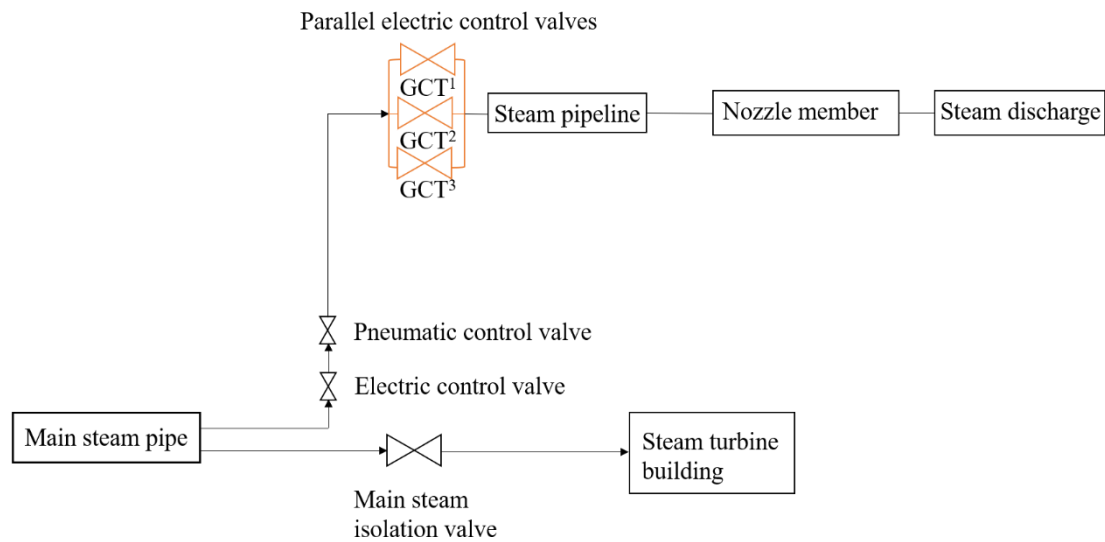 Parallel electric control valves
GCT¹
GCT²
GCT³
Steam pipeline
Nozzle member
Steam discharge
Pneumatic control valve
Electric control valve
Main steam pipe
Main steam
isolation valve
Steam turbine
building